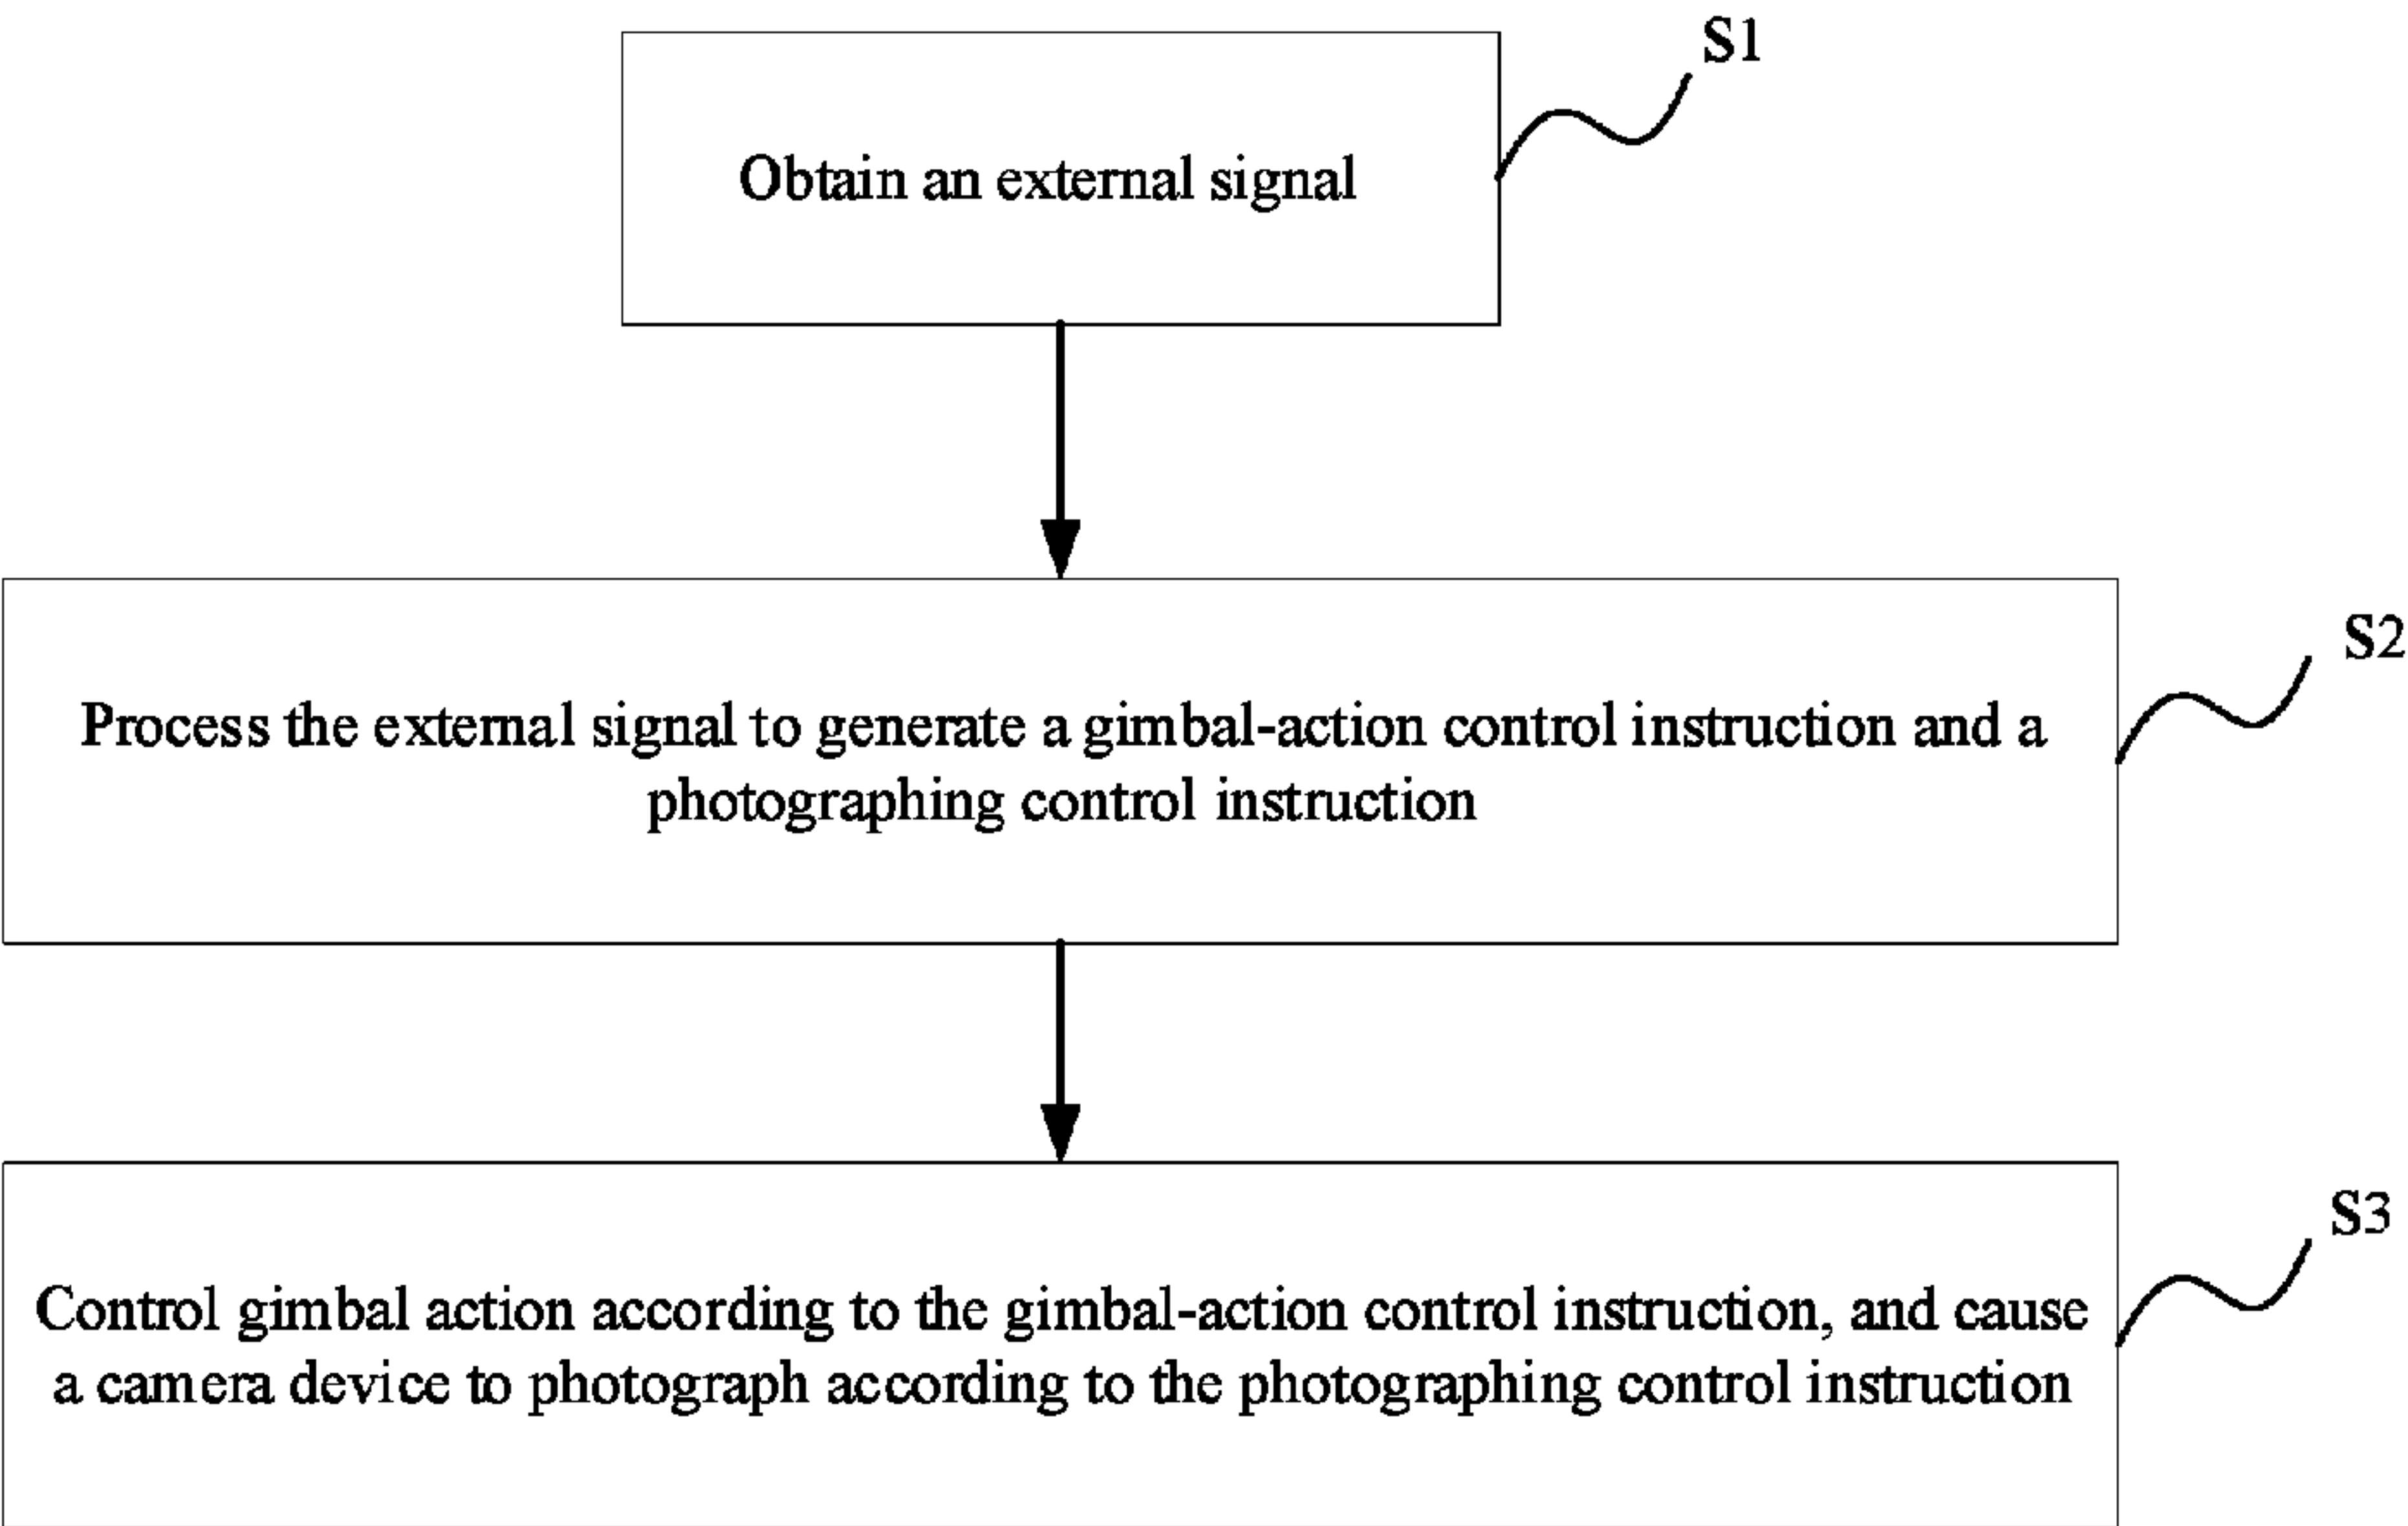 S1
Obtain an external signal
S2
Process the external signal to generate a gimbal-action control instruction and a
photographing control instruction
S3
Control gimbal action according to the gimbal-action control instruction, and cause
a camera device to photograph according to the photographing control instruction